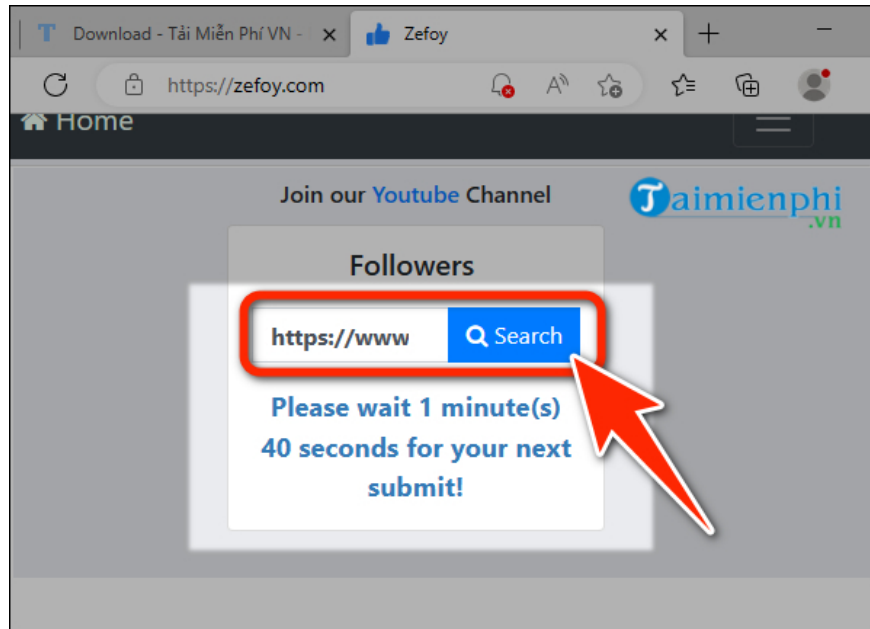 T Download - Tải Miễn Phí VN -
Zefoy
https://zefoy.com
Home
Join our Youtube Channel
Taimienphi
.vn
Followers
https://www
Search
Please wait 1 minute(s)
40 seconds for your next
submit!